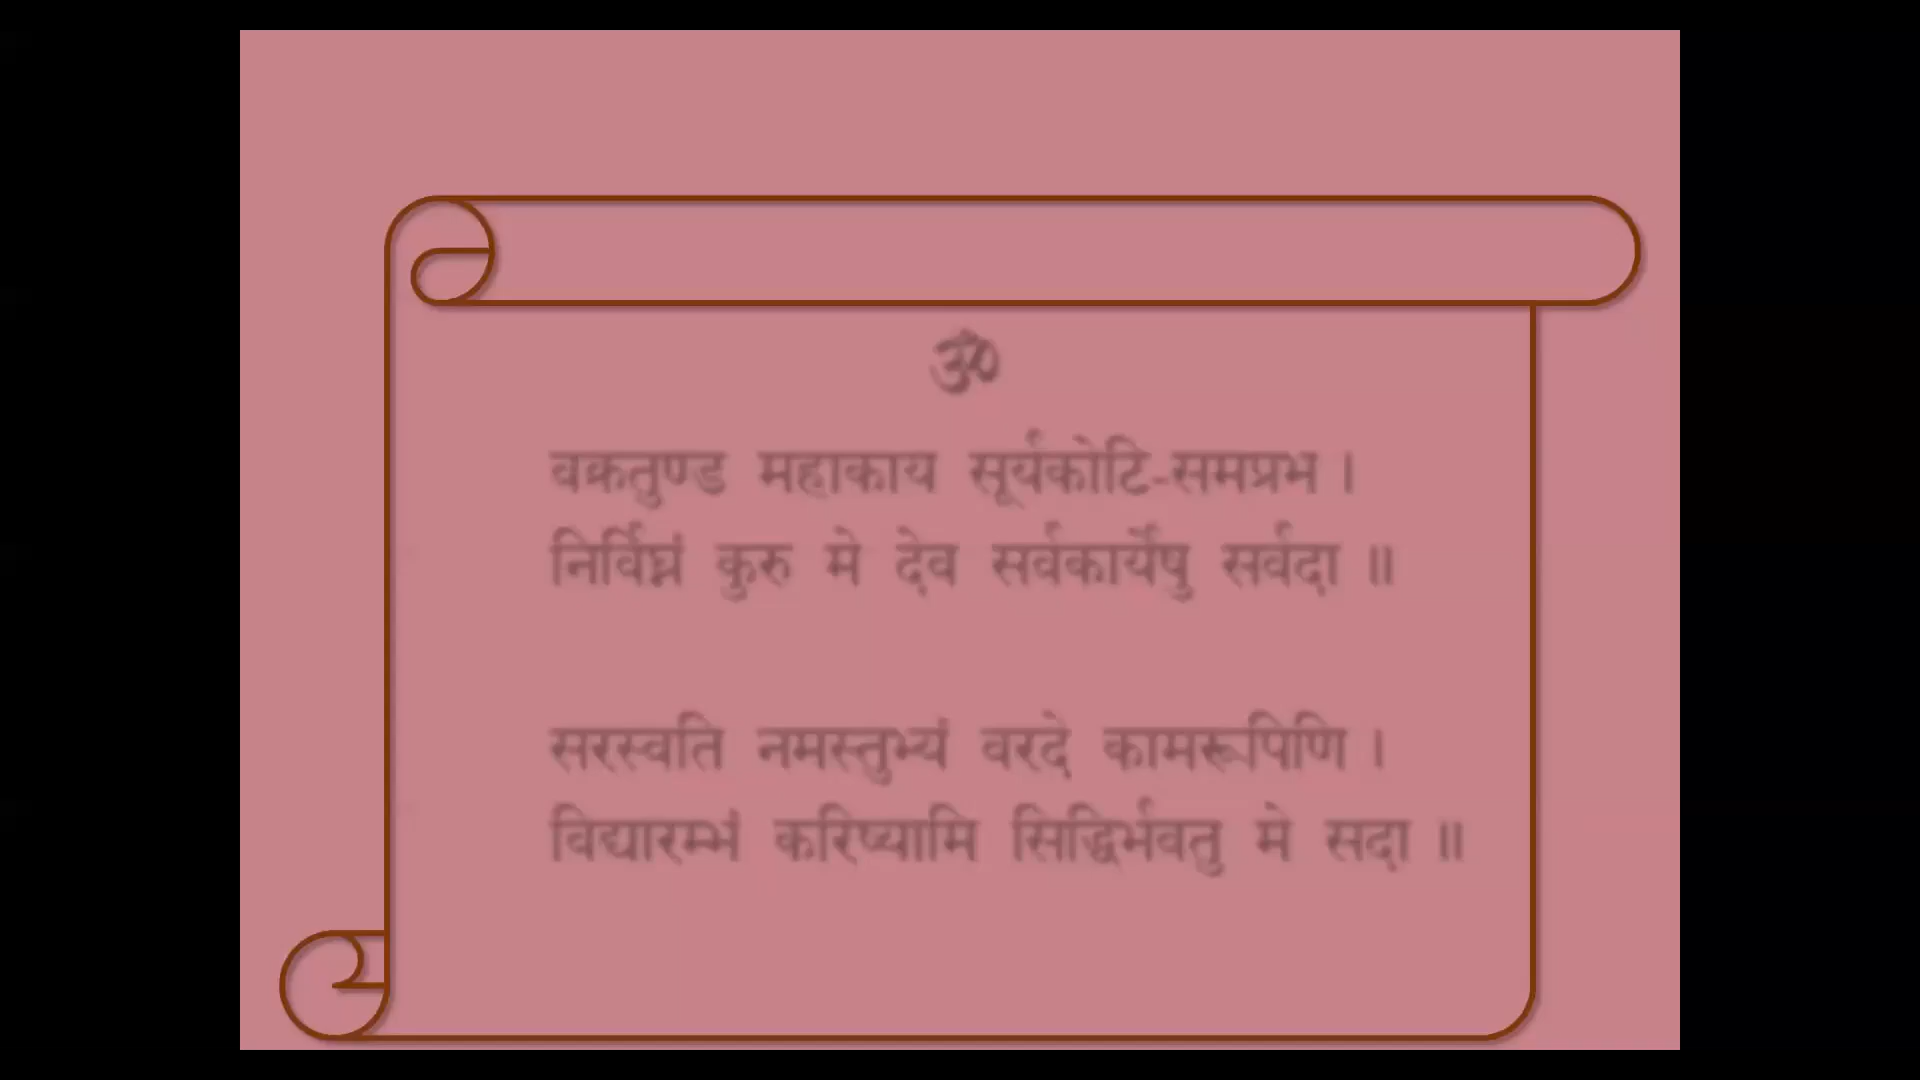 ॐ
वक्रतुण्ड महाकाय सूर्यकोटि-समप्रभ ।
निर्विघ्नं कुरु मे देव सर्वकार्येषु सर्वदा ॥
सरस्वति नमस्तुभ्यं वरदे कामरूपिणि ।
विद्यारम्भं करिष्यामि सिद्धिर्भवतु मे सदा ॥